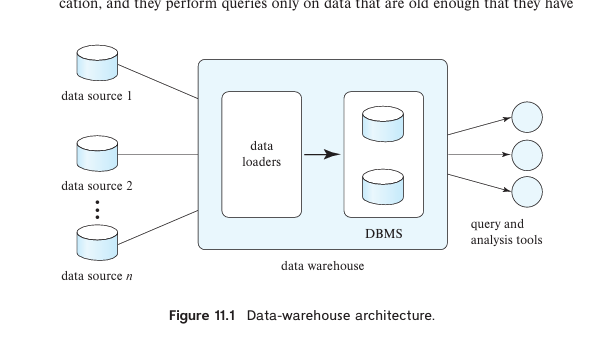 cation, and they perform queries only on data that are old enough that they have
data source 1
data source 2
data source n
data
loaders
DBMS
data warehouse
query and
analysis tools
Figure 11.1 Data-warehouse architecture.